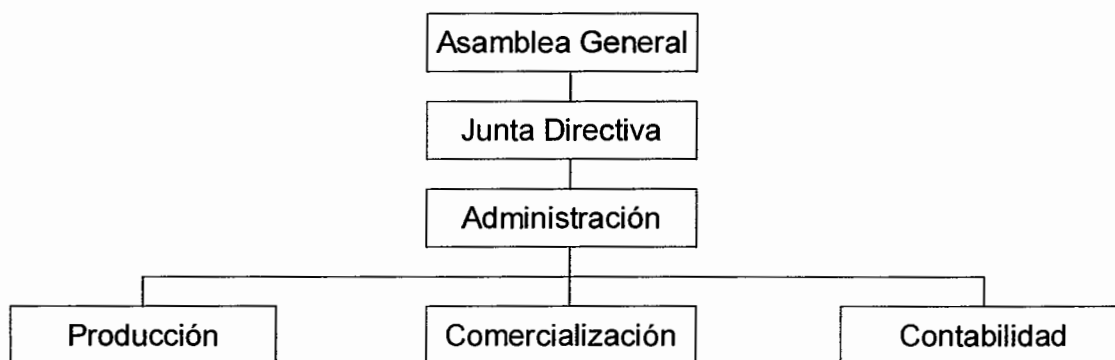 Asamblea General
Junta Directiva
Administración
Producción
Comercialización
Contabilidad